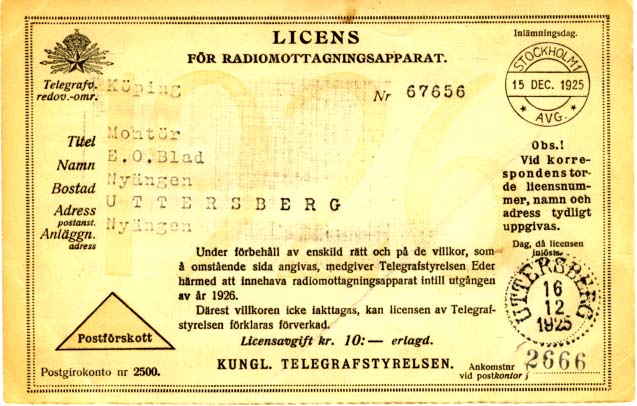 LICENS
FÖR RADIOMOTTAGNINGSAPPARAT.
Inlämningsdag.
STOCKHOLM 1
15 DEC. 1925
AVG.
Telegrafv. redov.-omr. Köping
Nr 67656
Titel Montör
Namn E.O.Blad
Bostad Nyängen
Adress postanst. UTTERSBERG
Anläggn. adress Nyängen
Obs.!
Vid korre-
spondens tor-
de licensnum-
mer, namn och
adress tydligt
uppgivas.
Dag, då licensen
inlösts
UTTERSBERG
16
12
1925
Under förbehåll av enskild rätt och på de villkor, som
å omstående sida angivas, medgiver Telegrafstyrelsen Eder
härmed att innehava radiomottagningsapparat intill utgången
av år 1926.
Därest villkoren icke iakttagas, kan licensen av Telegraf-
styrelsen förklaras förverkad.
Licensavgift kr. 10:— erlagd.
Postförskott
KUNGL. TELEGRAFSTYRELSEN.
Postgirokonto nr 2500.
Ankomstnr
vid postkontor
2666
1926